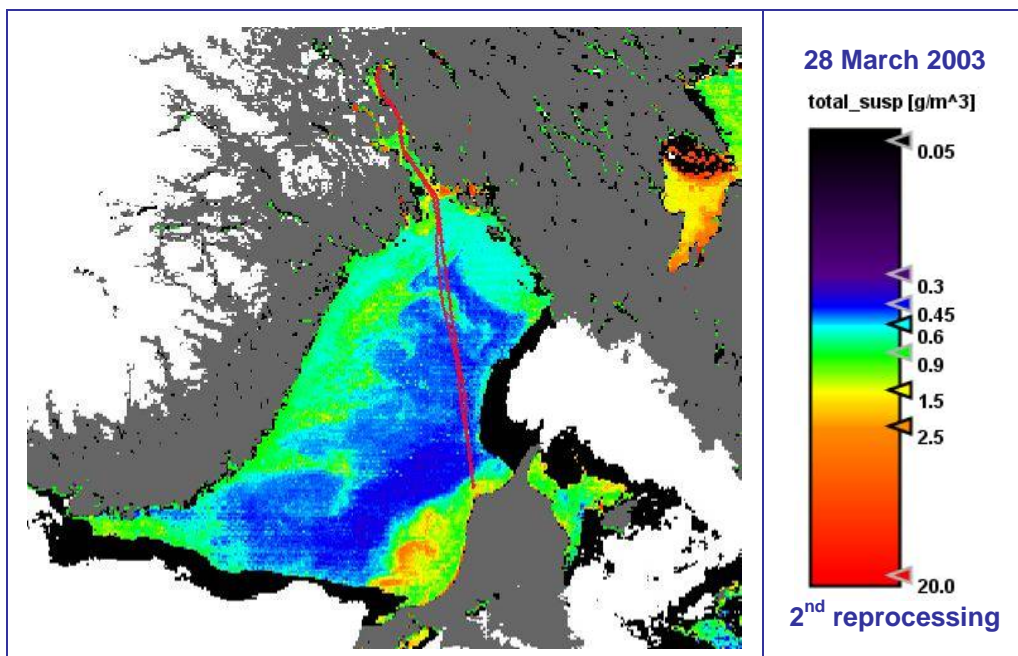 28 March 2003
total_susp [g/m^3]
0.05
0.3
0.45
0.6
0.9
1.5
2.5
20.0
2nd reprocessing